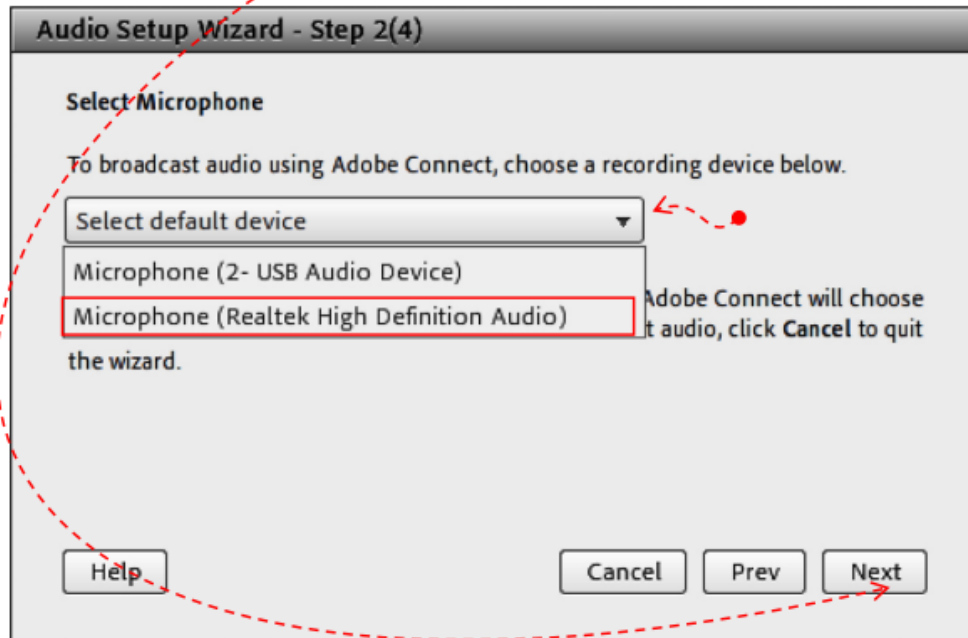 Audio Setup Wizard - Step 2(4)
Select Microphone
To broadcast audio using Adobe Connect, choose a recording device below.
Select default device
Microphone (2- USB Audio Device)
Microphone (Realtek High Definition Audio)
Adobe Connect will choose
t audio, click Cancel to quit
the wizard.
Help
Cancel
Prev
Next